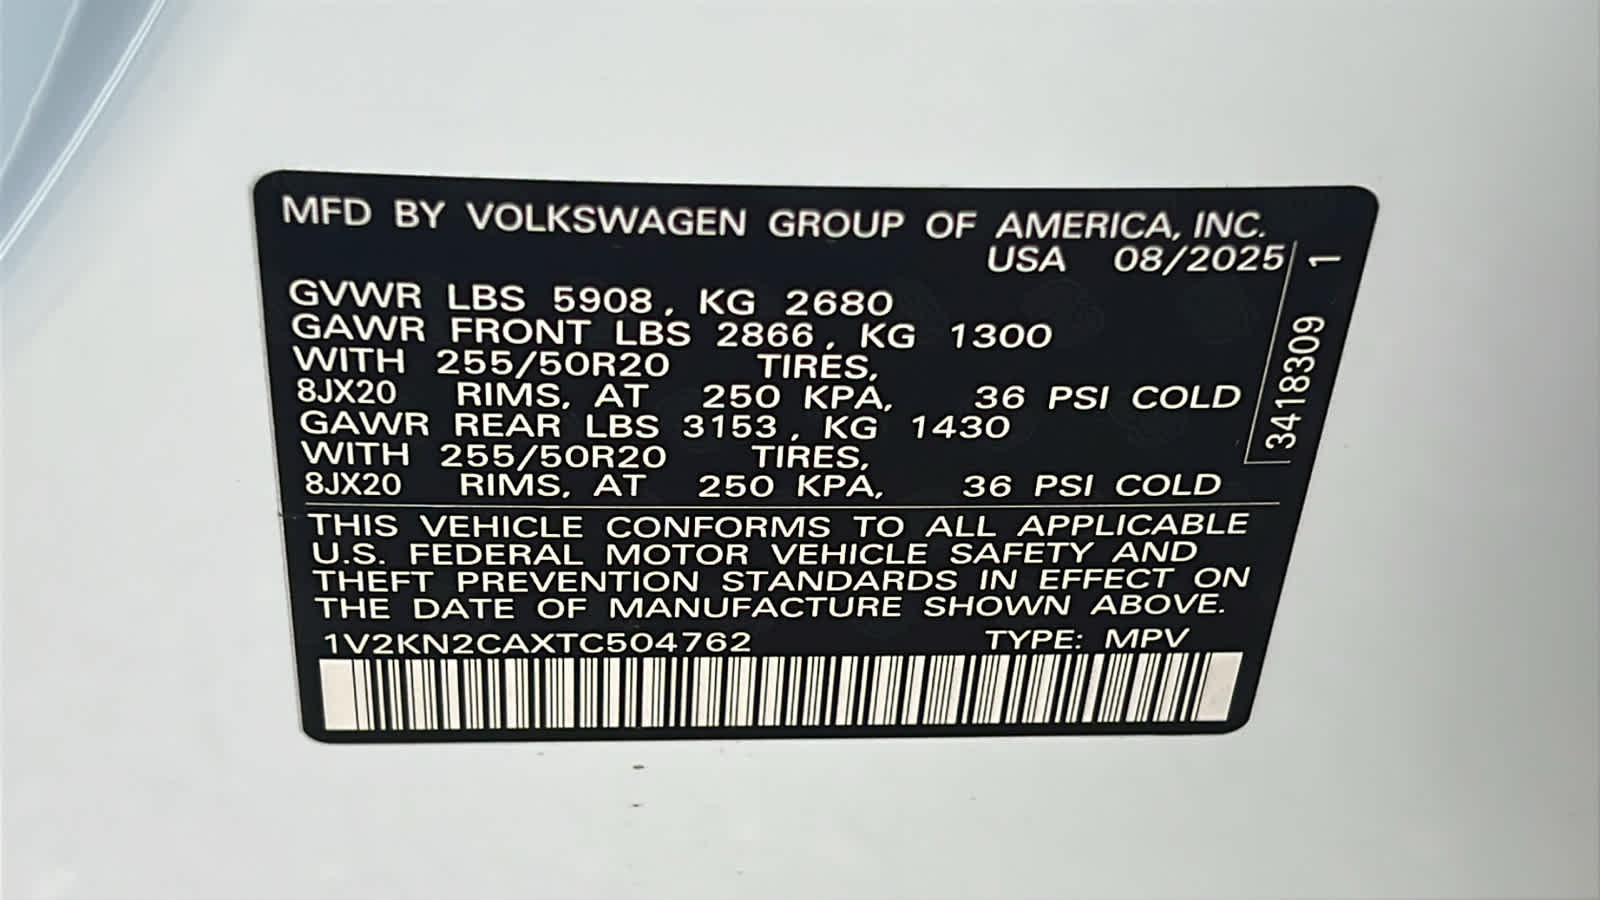 MFD BY VOLKSWAGEN GROUP OF AMERICA, INC.
USA 08/2025
GVWR LBS 5908, KG 2680
GAWR FRONT LBS 2866, KG 1300
WITH 255/50R20 TIRES,
8JX20 RIMS, AT 250 KPA, 36 PSI COLD
GAWR REAR LBS 3153, KG 1430
WITH 255/50R20 TIRES,
8JX20 RIMS, AT 250 KPA, 36 PSI COLD
3418309 1
THIS VEHICLE CONFORMS TO ALL APPLICABLE
U.S. FEDERAL MOTOR VEHICLE SAFETY AND
THEFT PREVENTION STANDARDS IN EFFECT ON
THE DATE OF MANUFACTURE SHOWN ABOVE.
1V2KN2CAXTC504762 TYPE: MPV